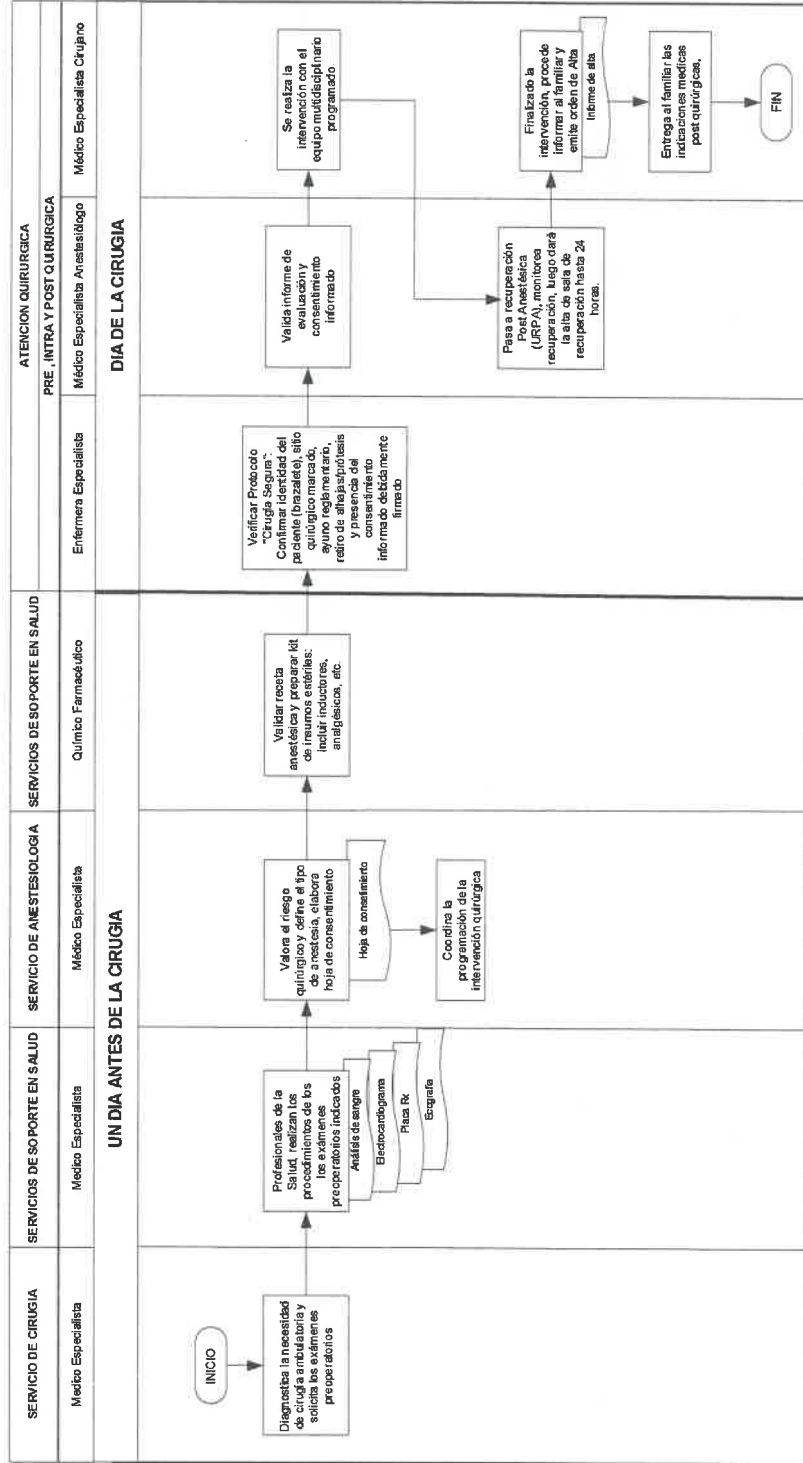 SERVICIO DE CIRUGIA
SERVICIOS DE SOPORTE EN SALUD
SERVICIO DE ANESTESIOLOGIA
SERVICIOS DE SOPORTE EN SALUD
ATENCION QUIRURGICA
PRE , INTRA Y POST QUIRURGICA
Medico Especialista
Medico Especialista
Médico Especialista
Químico Farmacéutico
Enfermera Especialista
Médico Especialista Anestesiólogo
Médico Especialista Cirujano
UN DIA ANTES DE LA CIRUGIA
DIA DE LA CIRUGIA
INICIO
Diagnostica la necesidad
de cirugía ambulatoria y
solicita los exámenes
preoperatorios
Profesionales de la
Salud, realizan los
procedimientos de los
los exámenes
preoperatorios indicados
Análisis de sangre
Electrocardiograma
Placa Rx
Ecografía
Valora el riesgo
quirúrgico y define el tipo
de anestesia, elabora
hoja de consentimiento
Hoja de consetimiento
Coordina la
programación de la
intervención quirúrgica
Validar receta
anestésica y preparar kit
de insumos estériles:
incluir inductores,
analgésicos, etc.
Verificar Protocolo
"Cirugía Segura":
Confirmar identidad del
paciente (brazalete), sitio
quirúrgico marcado,
ayuno reglamentario,
retiro de alhajas/prótesis
y presencia del
consentimiento
informado debidamente
firmado
Valida informe de
evaluación y
consentimiento
informado
Se realiza la
intervención con el
equipo multidisciplinario
programado
Pasa a recuperación
Post Anestésica
(URPA), monitorea
recuperación, luego dará
la alta de sala de
recuperación hasta 24
horas.
Finalizado la
intervención, procede
informar al familiar y
emite orden de Alta
Informe de alta
Entrega al familiar las
indicaciones medicas
post quirúrgicas,
FIN